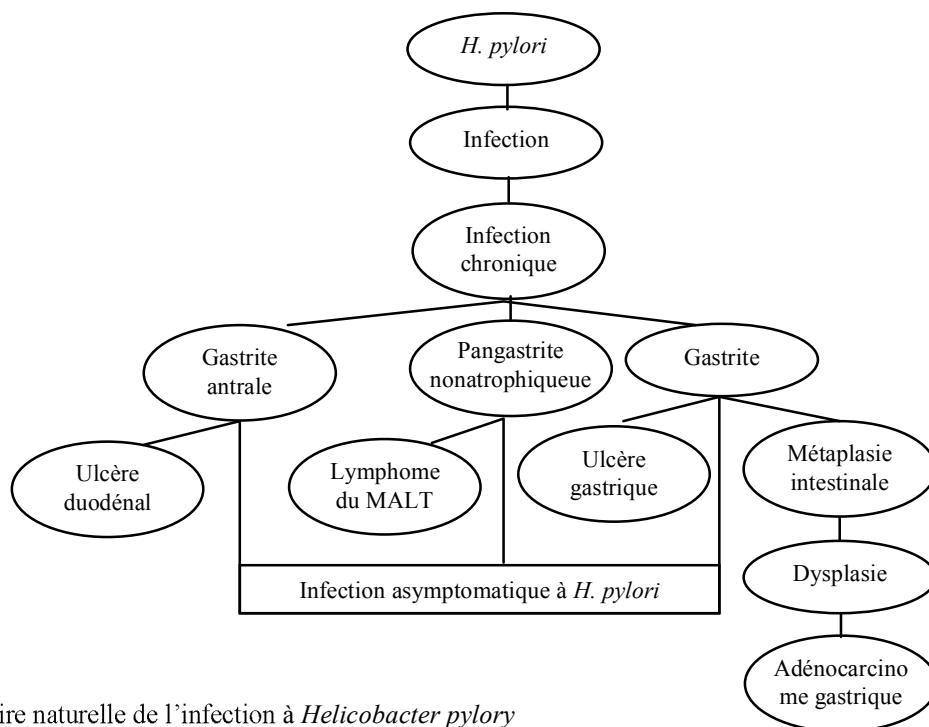 H. pylori
Infection
Infection
chronique
Gastrite
antrale
Pangastrite
nonatrophiqueue
Gastrite
Ulcère
duodénal
Lymphome
du MALT
Ulcère
gastrique
Métaplasie
intestinale
Infection asymptomatique à H. pylori
Dysplasie
Adénocarcino
me gastrique
ire naturelle de l'infection à Helicobacter pylory